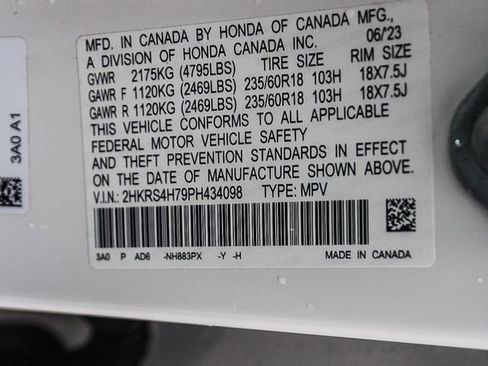 MFD. IN CANADA BY HONDA OF CANADA MFG.,
A DIVISION OF HONDA CANADA INC. 06/23
GVWR 2175KG (4795LBS) TIRE SIZE RIM SIZE
GAWR F 1120KG (2469LBS) 235/60R18 103H 18X7.5J
GAWR R 1120KG (2469LBS) 235/60R18 103H 18X7.5J
THIS VEHICLE CONFORMS TO ALL APPLICABLE
FEDERAL MOTOR VEHICLE SAFETY
AND THEFT PREVENTION STANDARDS IN EFFECT
ON THE DATE OF MANUFACTURE SHOWN ABOVE.
V.I.N.: 2HKRS4H79PH434098 TYPE: MPV
3A0 P AD6 -NH883PX -Y -H MADE IN CANADA
3A0 A1